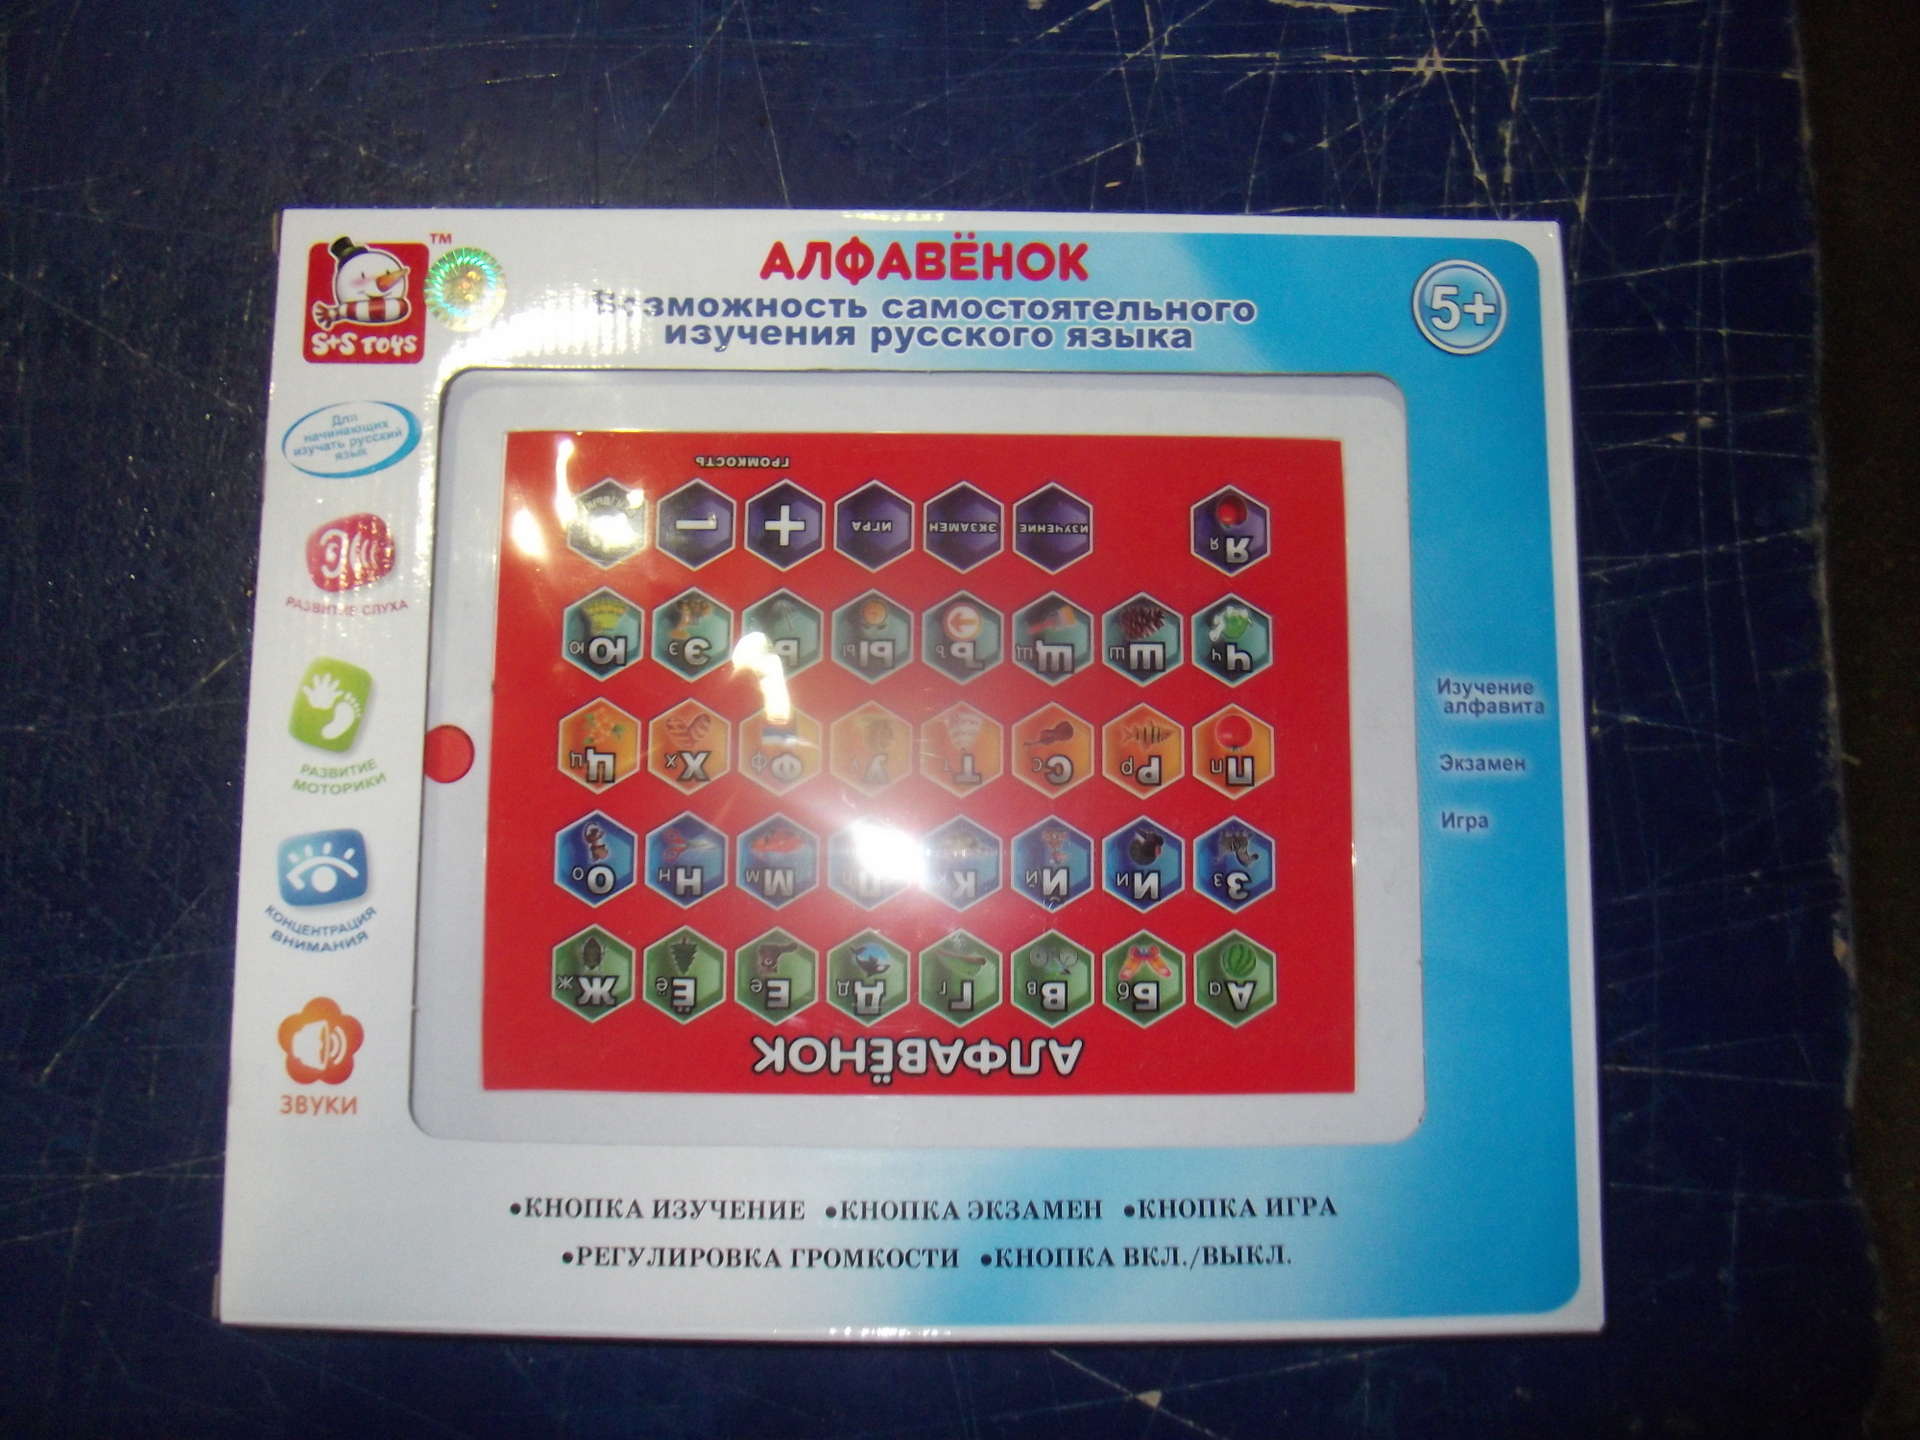 АЛФАВЁНОК
Возможность самостоятельного
изучения русского языка
5+
TM
S+S TOYS
Для
начинающих
изучать русский
язык
РАЗВИТИЕ СЛУХА
РАЗВИТИЕ
МОТОРИКИ
КОНЦЕНТРАЦИЯ
ВНИМАНИЯ
ЗВУКИ
АЛФАВЁНОК
А а Б б В в Г г Д д Е е Ё ё Ж ж
З з И и Й й К к М м Н н О о
П п Р р С с Т т У у Ф ф Х х Ц ц
Ч ч Ш ш Щ щ Ъ ъ Ы ы Ь Э э Ю ю
Я я ИЗУЧЕНИЕ ЭКЗАМЕН ИГРА + –
ГРОМКОСТЬ
Изучение
алфавита
Экзамен
Игра
•КНОПКА ИЗУЧЕНИЕ •КНОПКА ЭКЗАМЕН •КНОПКА ИГРА
•РЕГУЛИРОВКА ГРОМКОСТИ •КНОПКА ВКЛ./ВЫКЛ.